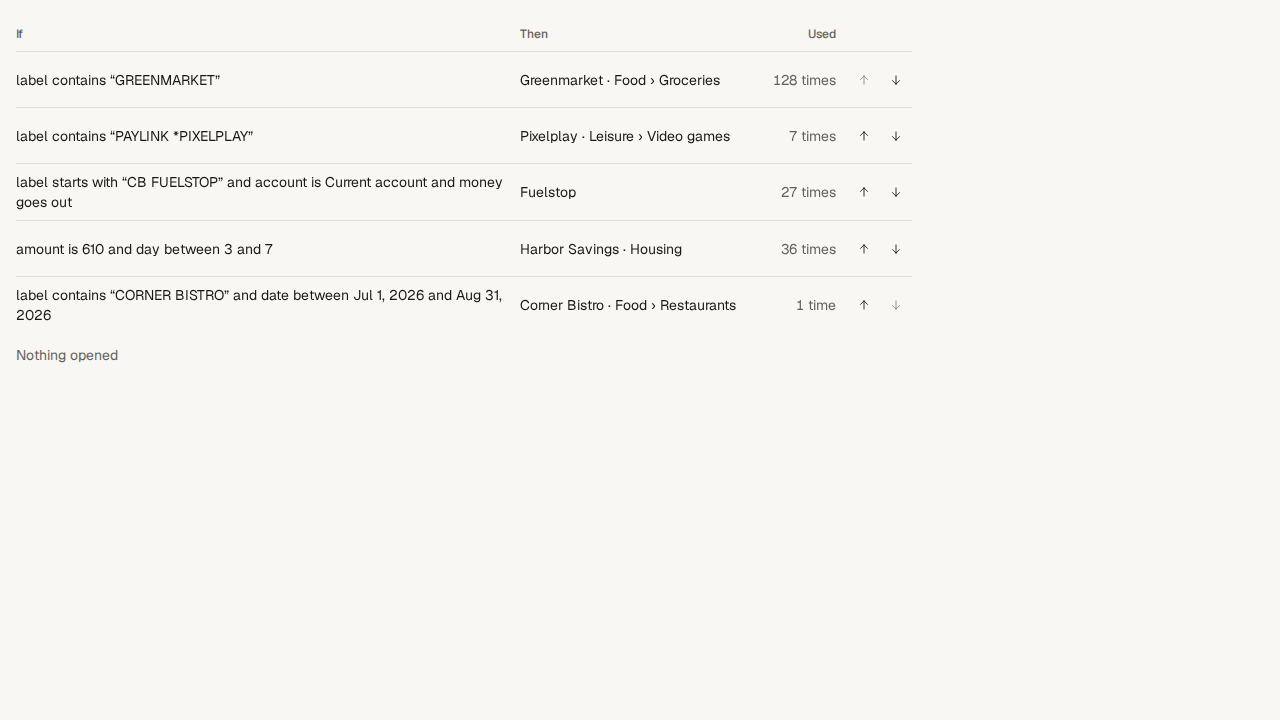 If Then Used
label contains “GREENMARKET” Greenmarket · Food › Groceries 128 times ↑ ↓
label contains “PAYLINK *PIXELPLAY” Pixelplay · Leisure › Video games 7 times ↑ ↓
label starts with “CB FUELSTOP” and account is Current account and money
goes out
Fuelstop 27 times ↑ ↓
amount is 610 and day between 3 and 7 Harbor Savings · Housing 36 times ↑ ↓
label contains “CORNER BISTRO” and date between Jul 1, 2026 and Aug 31,
2026
Corner Bistro · Food › Restaurants 1 time ↑ ↓
Nothing opened